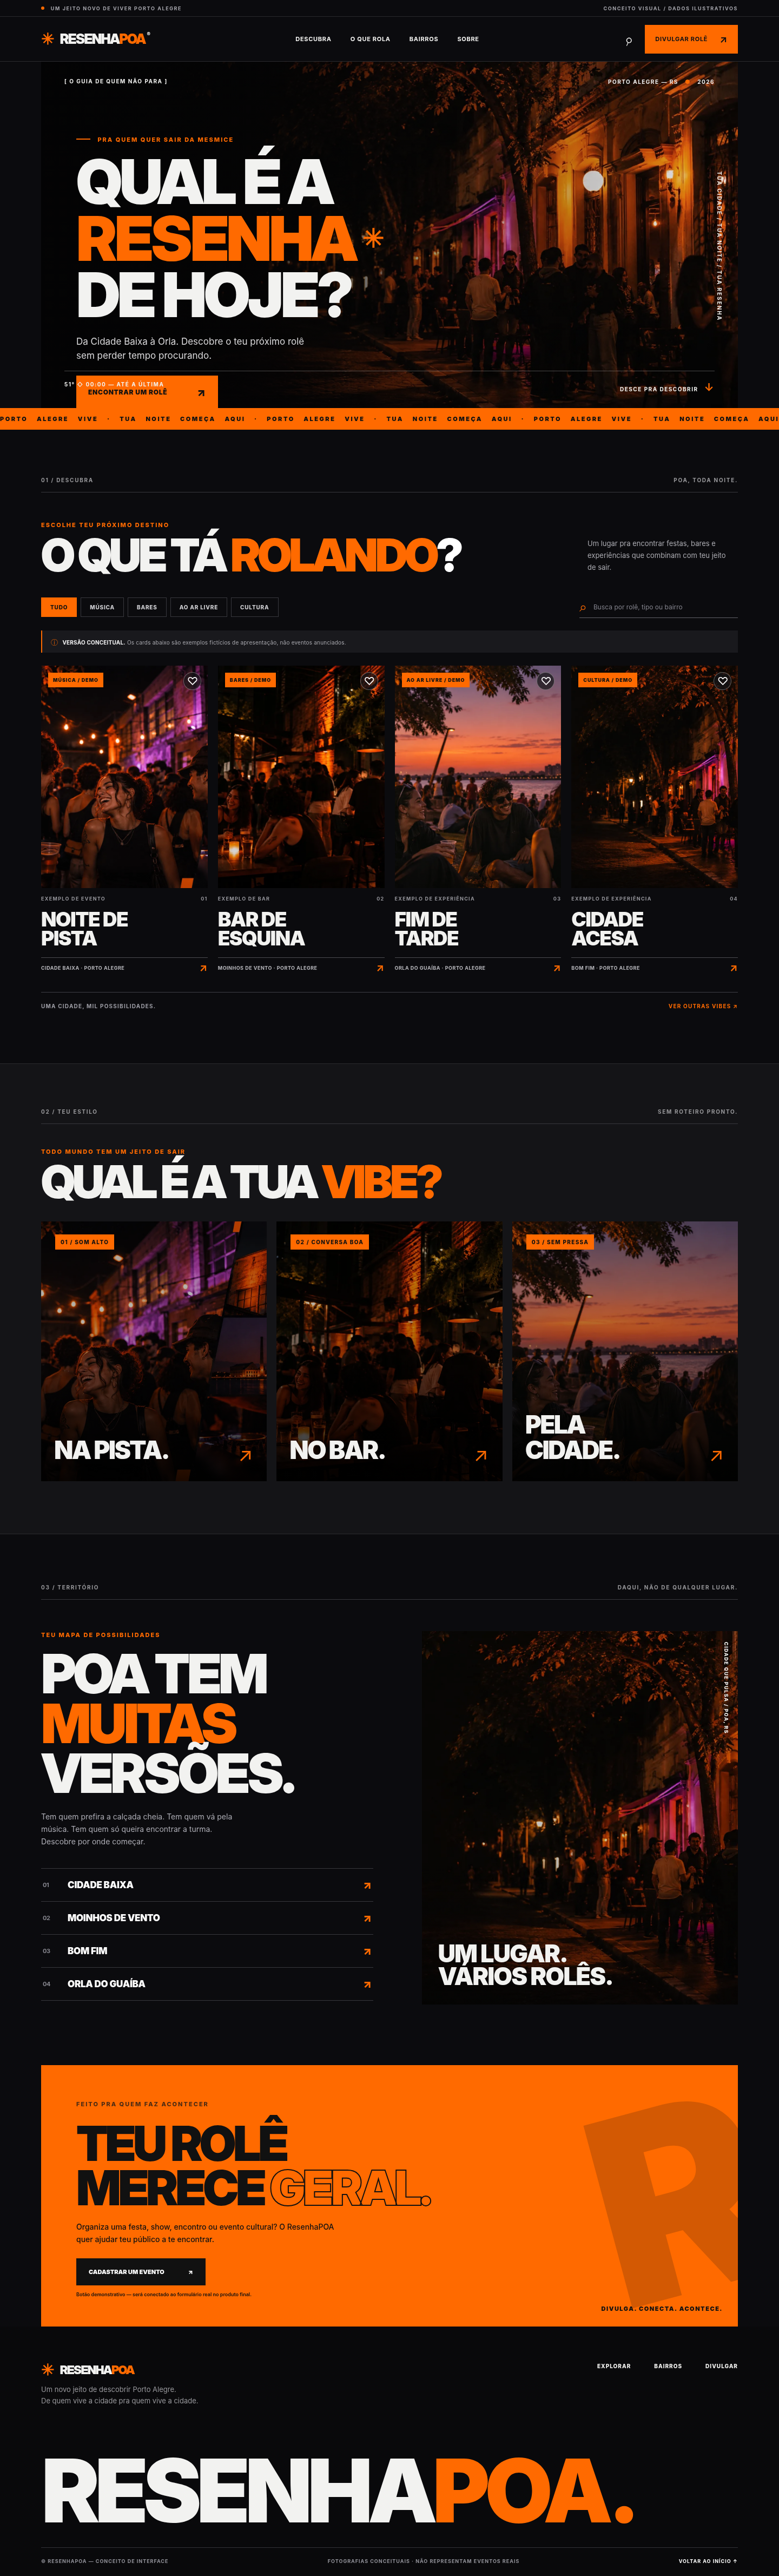 UM JEITO NOVO DE VIVER PORTO ALEGRE
CONCEITO VISUAL / DADOS ILUSTRATIVOS
RESENHAPOA®
DESCUBRA
O QUE ROLA
BAIRROS
SOBRE
DIVULGAR ROLÊ
[ O GUIA DE QUEM NÃO PARA ]
PORTO ALEGRE — RS
2026
PRA QUEM QUER SAIR DA MESMICE
QUAL É A
RESENHA
DE HOJE?
TUA CIDADE / TUA NOITE / TUA RESENHA
Da Cidade Baixa à Orla. Descobre o teu próximo rolê
sem perder tempo procurando.
00:00 — ATÉ A ÚLTIMA
ENCONTRAR UM ROLÊ
DESCE PRA DESCOBRIR
PORTO ALEGRE VIVE · TUA NOITE COMEÇA AQUI · PORTO ALEGRE VIVE · TUA NOITE COMEÇA AQUI · PORTO ALEGRE VIVE · TUA NOITE COMEÇA AQUI
01 / DESCUBRA
POA, TODA NOITE.
ESCOLHE TEU PRÓXIMO DESTINO
O QUE TÁ ROLANDO?
Um lugar pra encontrar festas, bares e
experiências que combinam com teu jeito
de sair.
TUDO
MÚSICA
BARES
AO AR LIVRE
CULTURA
Busca por rolê, tipo ou bairro
VERSÃO CONCEITUAL. Os cards abaixo são exemplos fictícios de apresentação, não eventos anunciados.
MÚSICA / DEMO
BARES / DEMO
AO AR LIVRE / DEMO
CULTURA / DEMO
EXEMPLO DE EVENTO
01
NOITE DE
PISTA
CIDADE BAIXA · PORTO ALEGRE
EXEMPLO DE BAR
02
BAR DE
ESQUINA
MOINHOS DE VENTO · PORTO ALEGRE
EXEMPLO DE EXPERIÊNCIA
03
FIM DE
TARDE
ORLA DO GUAÍBA · PORTO ALEGRE
EXEMPLO DE EXPERIÊNCIA
04
CIDADE
ACESA
BOM FIM · PORTO ALEGRE
UMA CIDADE, MIL POSSIBILIDADES.
VER OUTRAS VIBES ↗
02 / TEU ESTILO
SEM ROTEIRO PRONTO.
TODO MUNDO TEM UM JEITO DE SAIR
QUAL É A TUA VIBE?
01 / SOM ALTO
NA PISTA.
02 / CONVERSA BOA
NO BAR.
03 / SEM PRESSA
PELA
CIDADE.
03 / TERRITÓRIO
DAQUI, NÃO DE QUALQUER LUGAR.
TEU MAPA DE POSSIBILIDADES
POA TEM
MUITAS
VERSÕES.
Tem quem prefira a calçada cheia. Tem quem vá pela
música. Tem quem só queira encontrar a turma.
Descobre por onde começar.
01 CIDADE BAIXA
02 MOINHOS DE VENTO
03 BOM FIM
04 ORLA DO GUAÍBA
CIDADE QUE PULSA / POA, RS
UM LUGAR.
VÁRIOS ROLÊS.
FEITO PRA QUEM FAZ ACONTECER
TEU ROLÊ
MERECE GERAL.
Organiza uma festa, show, encontro ou evento cultural? O ResenhaPOA
quer ajudar teu público a te encontrar.
CADASTRAR UM EVENTO
Botão demonstrativo — será conectado ao formulário real no produto final.
R
DIVULGA. CONECTA. ACONTECE.
RESENHAPOA
Um novo jeito de descobrir Porto Alegre.
De quem vive a cidade pra quem vive a cidade.
EXPLORAR
BAIRROS
DIVULGAR
RESENHAPOA.
© RESENHAPOA — CONCEITO DE INTERFACE
FOTOGRAFIAS CONCEITUAIS · NÃO REPRESENTAM EVENTOS REAIS
VOLTAR AO INÍCIO ↑